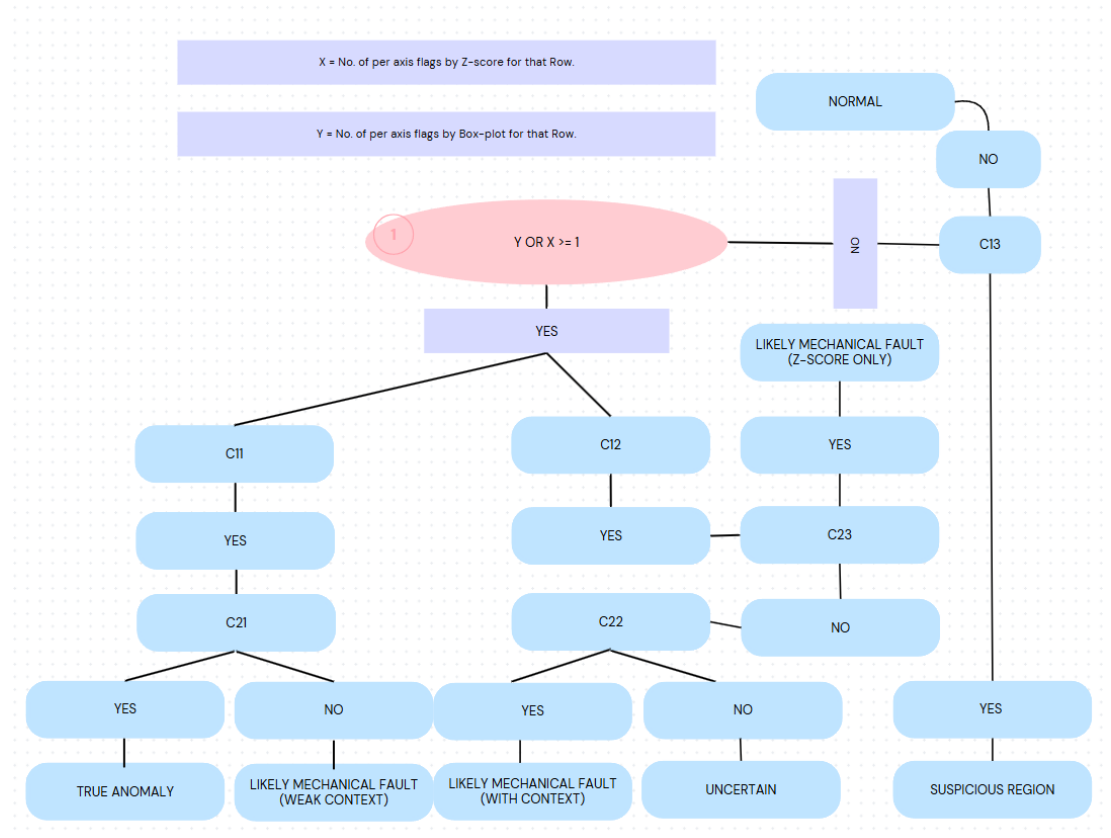 X = No. of per axis flags by Z-score for that Row.
NORMAL
Y = No. of per axis flags by Box-plot for that Row.
NO
1
Y OR X >= 1
NO
C13
YES
LIKELY MECHANICAL FAULT
(Z-SCORE ONLY)
C11
C12
YES
YES
YES
C23
C21
C22
NO
YES
NO
YES
NO
YES
TRUE ANOMALY
LIKELY MECHANICAL FAULT
(WEAK CONTEXT)
LIKELY MECHANICAL FAULT
(WITH CONTEXT)
UNCERTAIN
SUSPICIOUS REGION